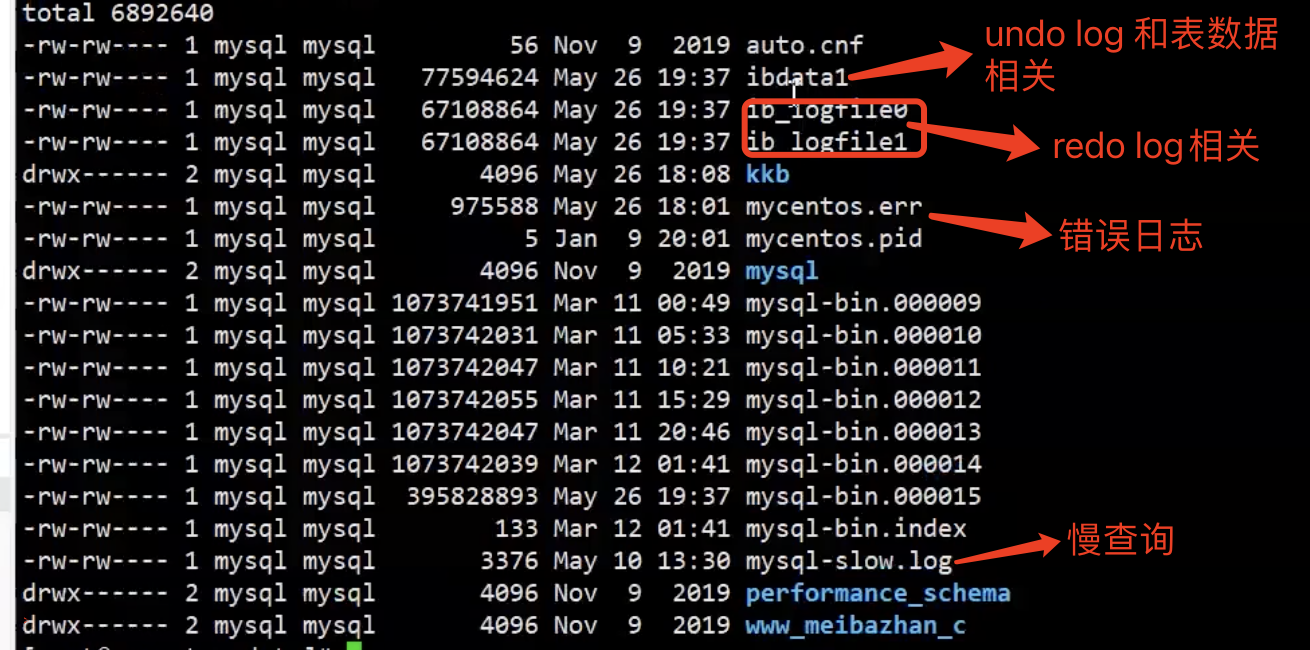 total 6892640
-rw-rw---- 1 mysql mysql 56 Nov 9 2019 auto.cnf
undo log 和表数据
相关
-rw-rw---- 1 mysql mysql 77594624 May 26 19:37 ibdata1
-rw-rw---- 1 mysql mysql 67108864 May 26 19:37 ib_logfile0
-rw-rw---- 1 mysql mysql 67108864 May 26 19:37 ib_logfile1
redo log相关
drwx------ 2 mysql mysql 4096 May 26 18:08 kkb
-rw-rw---- 1 mysql mysql 975588 May 26 18:01 mycentos.err
错误日志
-rw-rw---- 1 mysql mysql 5 Jan 9 20:01 mycentos.pid
drwx------ 2 mysql mysql 4096 Nov 9 2019 mysql
-rw-rw---- 1 mysql mysql 1073741951 Mar 11 00:49 mysql-bin.000009
-rw-rw---- 1 mysql mysql 1073742031 Mar 11 05:33 mysql-bin.000010
-rw-rw---- 1 mysql mysql 1073742047 Mar 11 10:21 mysql-bin.000011
-rw-rw---- 1 mysql mysql 1073742055 Mar 11 15:29 mysql-bin.000012
-rw-rw---- 1 mysql mysql 1073742047 Mar 11 20:46 mysql-bin.000013
-rw-rw---- 1 mysql mysql 1073742039 Mar 12 01:41 mysql-bin.000014
-rw-rw---- 1 mysql mysql 395828893 May 26 19:37 mysql-bin.000015
-rw-rw---- 1 mysql mysql 133 Mar 12 01:41 mysql-bin.index
-rw-rw---- 1 mysql mysql 3376 May 10 13:30 mysql-slow.log
慢查询
drwx------ 2 mysql mysql 4096 Nov 9 2019 performance_schema
drwx------ 2 mysql mysql 4096 Nov 9 2019 www_meibazhan_c